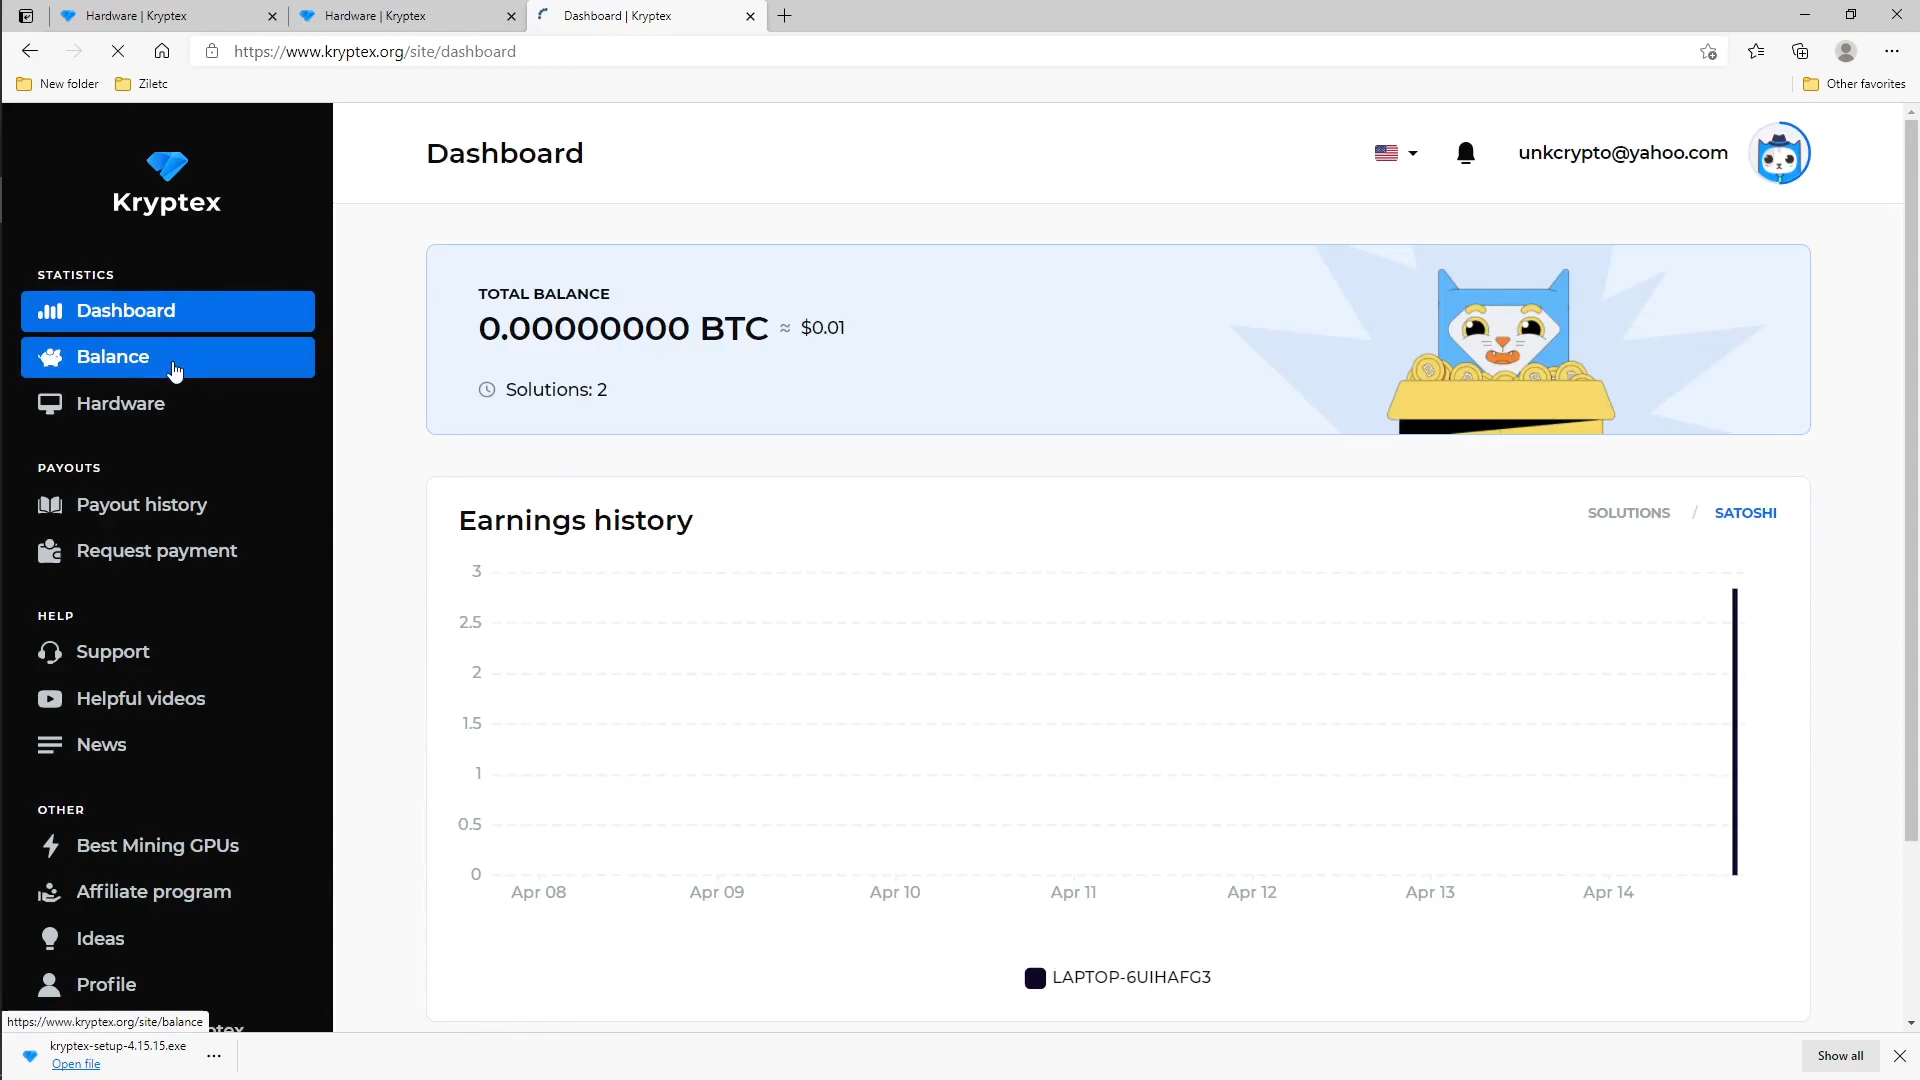 Hardware | Kryptex
Hardware | Kryptex
Dashboard | Kryptex
https://www.kryptex.org/site/dashboard
New folder
Ziletc
Other favorites
Kryptex
STATISTICS
Dashboard
Balance
Hardware
PAYOUTS
Payout history
Request payment
HELP
Support
Helpful videos
News
OTHER
Best Mining GPUs
Affiliate program
Ideas
Profile
Dashboard
unkcrypto@yahoo.com
TOTAL BALANCE
0.00000000 BTC ≈ $0.01
Solutions: 2
Earnings history
SOLUTIONS / SATOSHI
3
2.5
2
1.5
1
0.5
0
Apr 08 Apr 09 Apr 10 Apr 11 Apr 12 Apr 13 Apr 14
LAPTOP-6UIHAFG3
https://www.kryptex.org/site/balance
kryptex-setup-4.15.15.exe
Open file
Show all